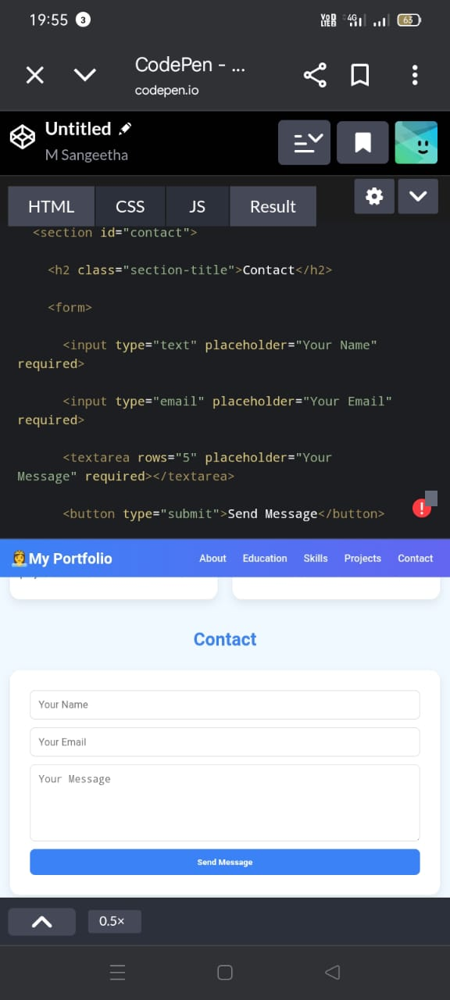 19:55 3 VoD LTE2 4G 63
CodePen - ...
codepen.io
Untitled
M Sangeetha
HTML CSS JS Result
<section id="contact">
<h2 class="section-title">Contact</h2>
<form>
<input type="text" placeholder="Your Name"
required>
<input type="email" placeholder="Your Email"
required>
<textarea rows="5" placeholder="Your
Message" required></textarea>
<button type="submit">Send Message</button>
My Portfolio About Education Skills Projects Contact
Contact
Your Name
Your Email
Your Message
Send Message
0.5×